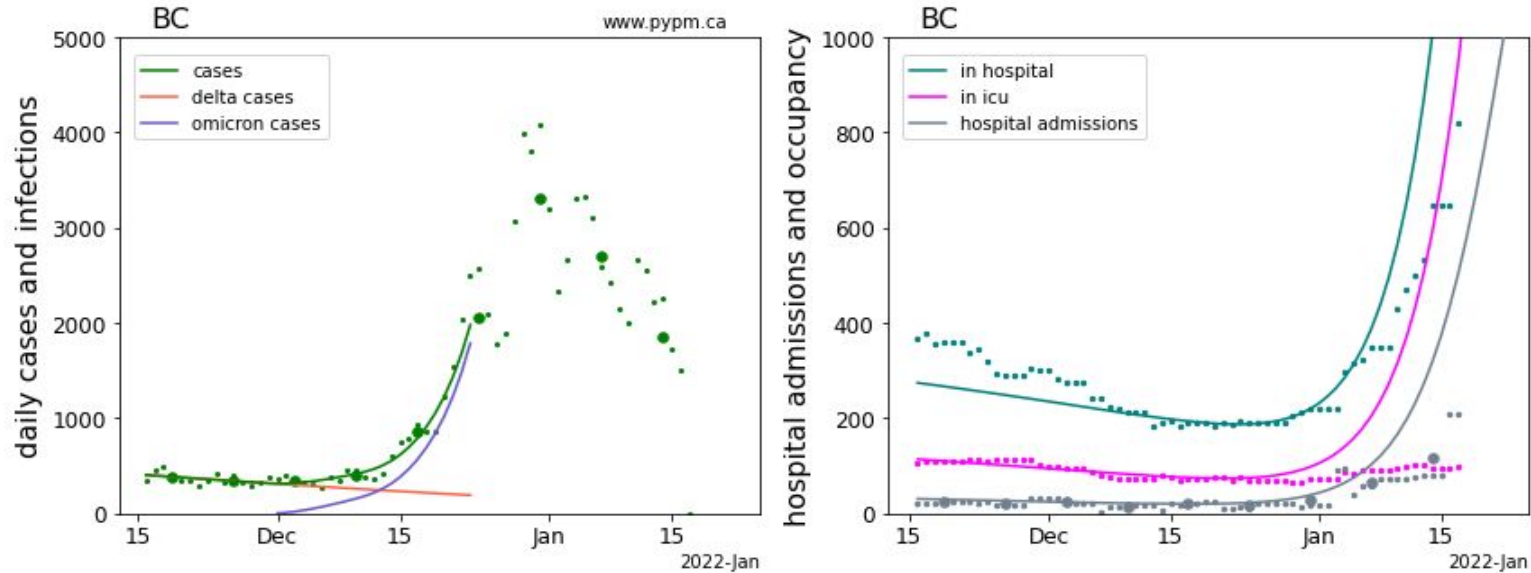 BC
www.pypm.ca
daily cases and infections
5000
4000
3000
2000
1000
0
cases
delta cases
omicron cases
15
Dec
15
Jan
15
2022-Jan
BC
hospital admissions and occupancy
1000
800
600
400
200
0
in hospital
in icu
hospital admissions
15
Dec
15
Jan
15
2022-Jan